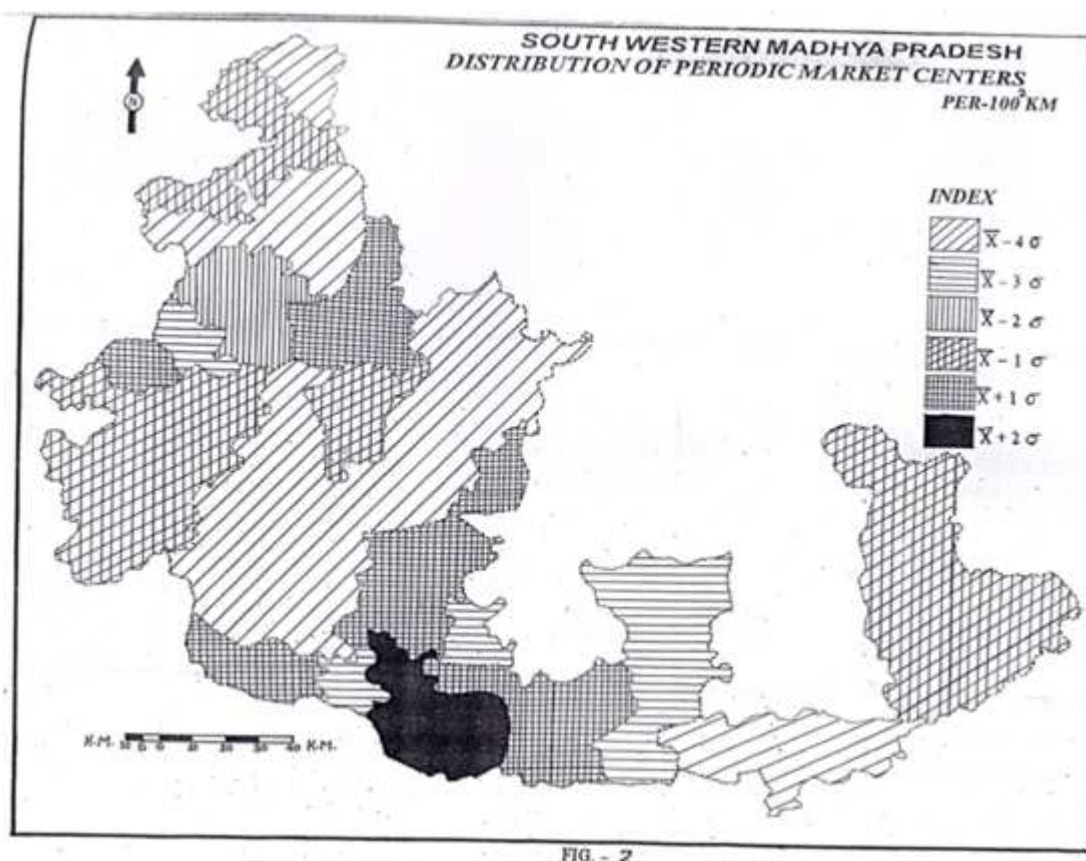 SOUTH WESTERN MADHYA PRADESH
DISTRIBUTION OF PERIODIC MARKET CENTERS
PER-100²KM
N
INDEX
X̄ - 4 σ
X̄ - 3 σ
X̄ - 2 σ
X̄ - 1 σ
X̄ + 1 σ
X̄ + 2 σ
K.M. 10 K.M.
FIG. - 2